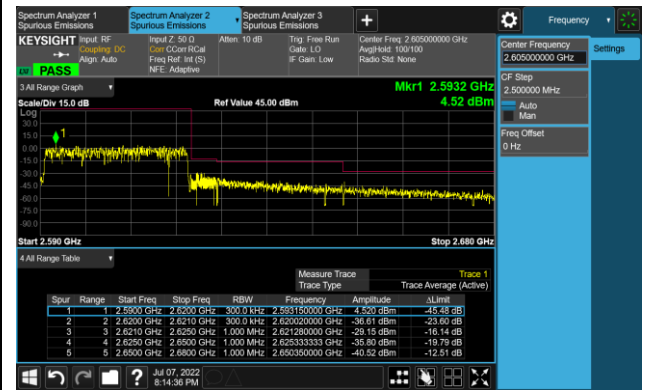 Spectrum Analyzer 1
Spurious Emissions
Spectrum Analyzer 2
Spurious Emissions
Spectrum Analyzer 3
Spurious Emissions
Frequency
KEYSIGHT
Input: RF
Coupling: DC
Align: Auto
Input Z: 50 Ω
Corr CCorr RCal
Freq Ref: Int (S)
NFE: Adaptive
Atten: 10 dB
Trig: Free Run
Gate: LO
IF Gain: Low
Center Freq: 2.605000000 GHz
Avg|Hold: 100/100
Radio Std: None
PASS
Center Frequency
2.605000000 GHz
Settings
CF Step
2.500000 MHz
Auto
Man
Freq Offset
0 Hz
3 All Range Graph
Mkr1 2.5932 GHz
4.52 dBm
Scale/Div 15.0 dB
Ref Value 45.00 dBm
Log
30.0
15.0
0.00
-15.0
-30.0
-45.0
-60.0
-75.0
-90.0
1
Start 2.590 GHz
Stop 2.680 GHz
4 All Range Table
Measure Trace Trace 1
Trace Type Trace Average (Active)
Spur Range Start Freq Stop Freq RBW Frequency Amplitude ΔLimit
1 1 2.5900 GHz 2.6200 GHz 300.0 kHz 2.593150000 GHz 4.520 dBm -45.48 dB
2 2 2.6200 GHz 2.6210 GHz 300.0 kHz 2.620020000 GHz -36.61 dBm -23.60 dB
3 3 2.6210 GHz 2.6250 GHz 1.000 MHz 2.621280000 GHz -29.15 dBm -16.14 dB
4 4 2.6250 GHz 2.6500 GHz 1.000 MHz 2.625333333 GHz -35.80 dBm -19.79 dB
5 5 2.6500 GHz 2.6800 GHz 1.000 MHz 2.650350000 GHz -40.52 dBm -12.51 dB
Jul 07, 2022
8:14:36 PM